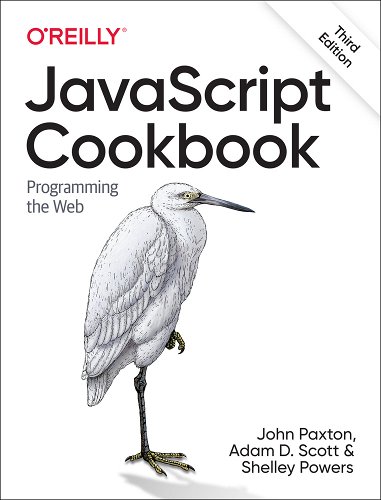 O'REILLY®
Third
Edition
JavaScript
Cookbook
Programming
the Web
John Paxton,
Adam D. Scott &
Shelley Powers